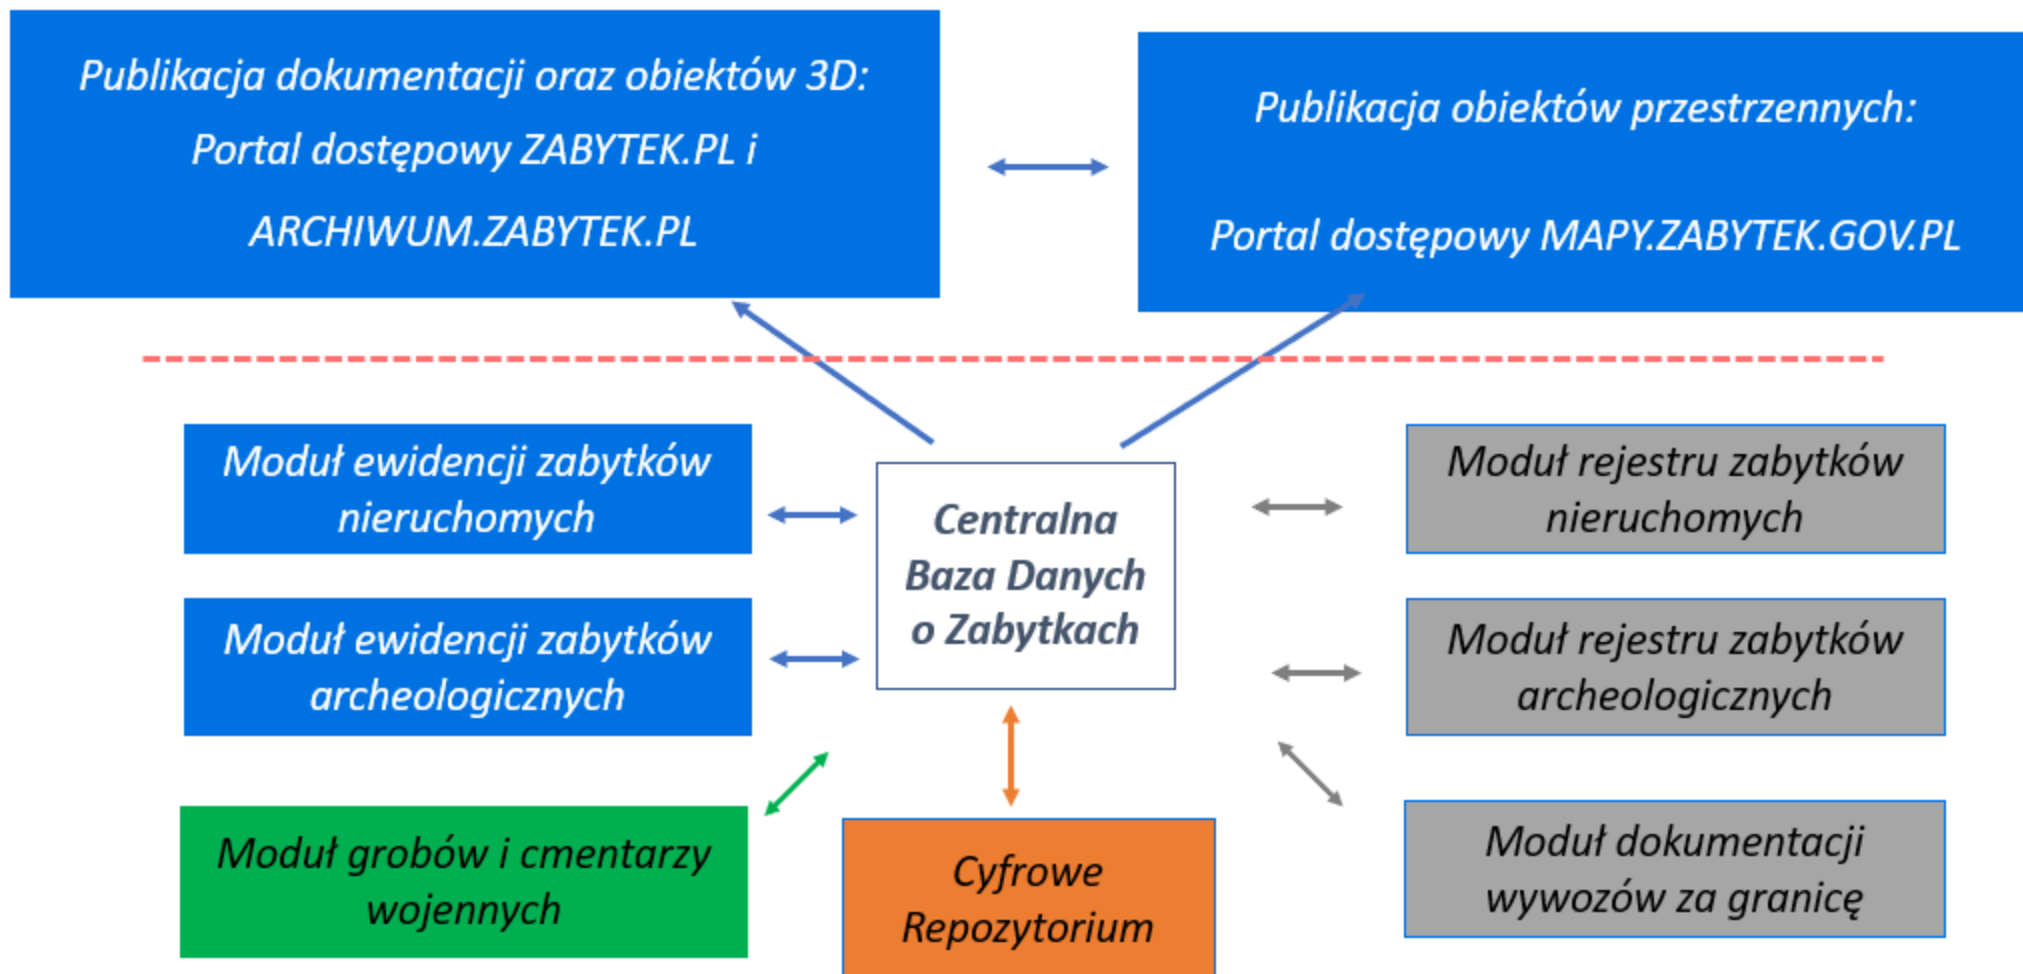 Publikacja dokumentacji oraz obiektów 3D:
Portal dostępowy ZABYTEK.PL i
ARCHIWUM.ZABYTEK.PL
Publikacja obiektów przestrzennych:
Portal dostępowy MAPY.ZABYTEK.GOV.PL
Moduł ewidencji zabytków
nieruchomych
Moduł ewidencji zabytków
archeologicznych
Moduł grobów i cmentarzy
wojennych
Centralna
Baza Danych
o Zabytkach
Cyfrowe
Repozytorium
Moduł rejestru zabytków
nieruchomych
Moduł rejestru zabytków
archeologicznych
Moduł dokumentacji
wywozów za granicę